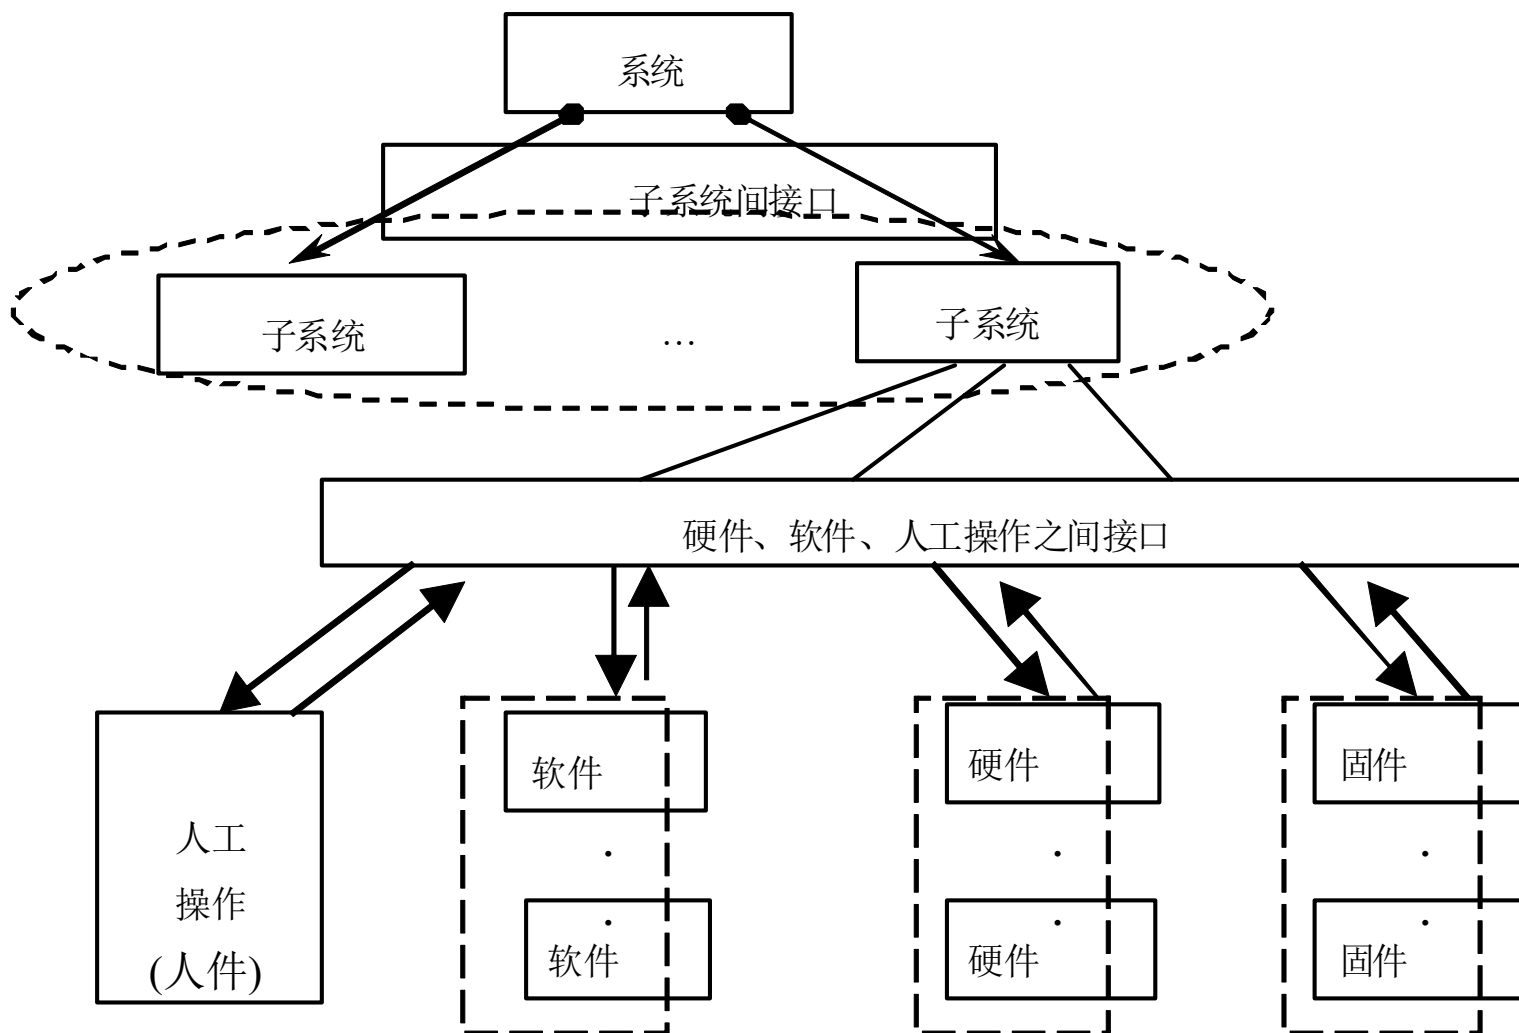 系统
子系统间接口
子系统
…
子系统
硬件、软件、人工操作之间接口
人工
操作
(人件)
软件
.
.
软件
硬件
.
.
硬件
固件
.
.
固件